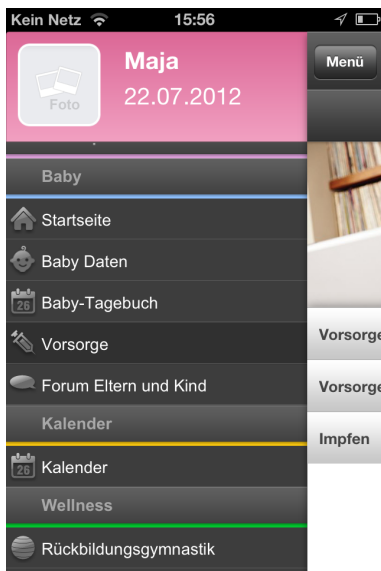 Kein Netz 15:56
Foto
Maja
22.07.2012
Menü
Baby
Startseite
Baby Daten
26
Baby-Tagebuch
Vorsorge
Forum Eltern und Kind
Kalender
26
Kalender
Wellness
Rückbildungsgymnastik
Vorsorge
Vorsorge
Impfen